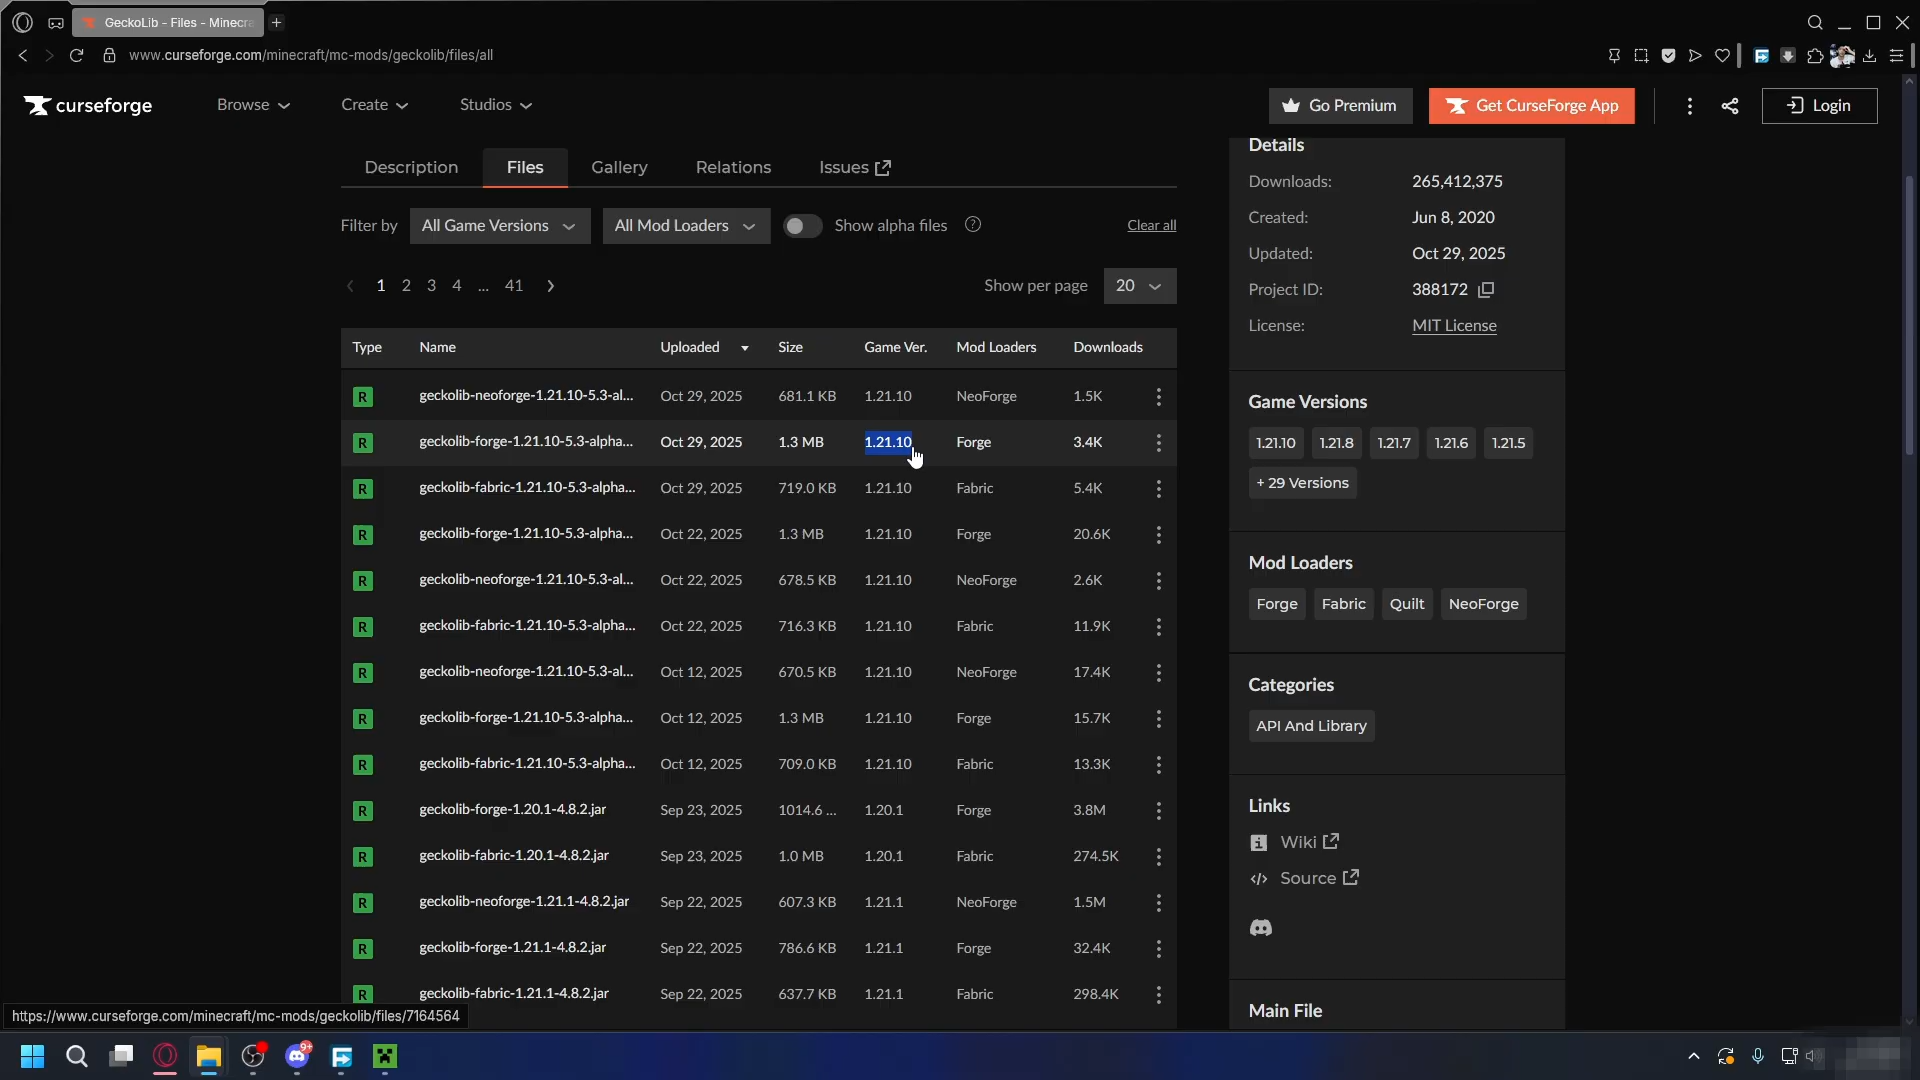 GeckoLib - Files - Minecra
www.curseforge.com/minecraft/mc-mods/geckolib/files/all
curseforge
Browse
Create
Studios
Go Premium
Get CurseForge App
Login
Description
Files
Gallery
Relations
Issues
Filter by
All Game Versions
All Mod Loaders
Show alpha files
?
Clear all
1 2 3 4 ... 41
Show per page
20
Type Name Uploaded Size Game Ver. Mod Loaders Downloads
R geckolib-neoforge-1.21.10-5.3-al... Oct 29, 2025 681.1 KB 1.21.10 NeoForge 1.5K
R geckolib-forge-1.21.10-5.3-alpha... Oct 29, 2025 1.3 MB 1.21.10 Forge 3.4K
R geckolib-fabric-1.21.10-5.3-alpha... Oct 29, 2025 719.0 KB 1.21.10 Fabric 5.4K
R geckolib-forge-1.21.10-5.3-alpha... Oct 22, 2025 1.3 MB 1.21.10 Forge 20.6K
R geckolib-neoforge-1.21.10-5.3-al... Oct 22, 2025 678.5 KB 1.21.10 NeoForge 2.6K
R geckolib-fabric-1.21.10-5.3-alpha... Oct 22, 2025 716.3 KB 1.21.10 Fabric 11.9K
R geckolib-neoforge-1.21.10-5.3-al... Oct 12, 2025 670.5 KB 1.21.10 NeoForge 17.4K
R geckolib-forge-1.21.10-5.3-alpha... Oct 12, 2025 1.3 MB 1.21.10 Forge 15.7K
R geckolib-fabric-1.21.10-5.3-alpha... Oct 12, 2025 709.0 KB 1.21.10 Fabric 13.3K
R geckolib-forge-1.20.1-4.8.2.jar Sep 23, 2025 1014.6 ... 1.20.1 Forge 3.8M
R geckolib-fabric-1.20.1-4.8.2.jar Sep 23, 2025 1.0 MB 1.20.1 Fabric 274.5K
R geckolib-neoforge-1.21.1-4.8.2.jar Sep 22, 2025 607.3 KB 1.21.1 NeoForge 1.5M
R geckolib-forge-1.21.1-4.8.2.jar Sep 22, 2025 786.6 KB 1.21.1 Forge 32.4K
R geckolib-fabric-1.21.1-4.8.2.jar Sep 22, 2025 637.7 KB 1.21.1 Fabric 298.4K
Details
Downloads: 265,412,375
Created: Jun 8, 2020
Updated: Oct 29, 2025
Project ID: 388172
License: MIT License
Game Versions
1.21.10 1.21.8 1.21.7 1.21.6 1.21.5
+ 29 Versions
Mod Loaders
Forge Fabric Quilt NeoForge
Categories
API And Library
Links
Wiki
Source
Main File
https://www.curseforge.com/minecraft/mc-mods/geckolib/files/7164564
9+